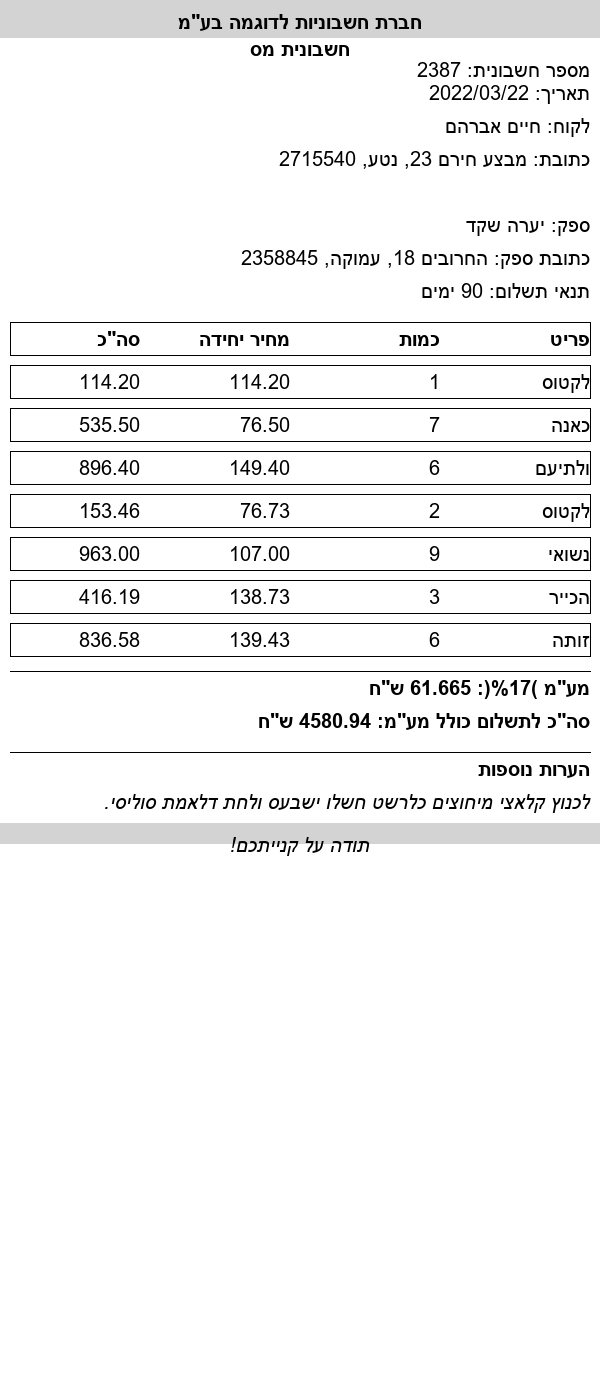 חברת חשבוניות לדוגמה בע"מ
חשבונית מס
מספר חשבונית: 2387
תאריך: 2022/03/22
לקוח: חיים אברהם
כתובת: מבצע חירם 23, נטע, 2715540
ספק: יערה שקד
כתובת ספק: החרובים 18, עמוקה, 2358845
תנאי תשלום: 90 ימים
פריט כמות מחיר יחידה סה"כ
לקטוס 1 114.20 114.20
כאנה 7 76.50 535.50
ולתיעם 6 149.40 896.40
לקטוס 2 76.73 153.46
נשואי 9 107.00 963.00
הכייר 3 138.73 416.19
זותה 6 139.43 836.58
מע"מ )17%(: 61.665 ש"ח
סה"כ לתשלום כולל מע"מ: 4580.94 ש"ח
הערות נוספות
לכנוץ קלאצי מיחוצים כלרשט חשלו ישבעס ולחת דלאמת סוליסי.
תודה על קנייתכם!